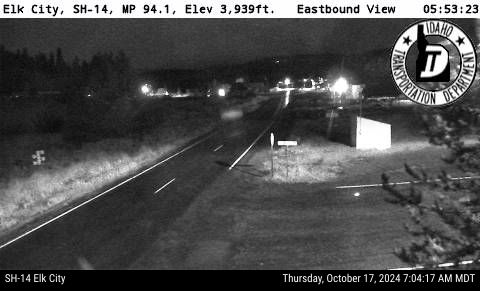 Elk City, SH-14, MP 94.1, Elev 3,939ft. Eastbound View 05:53:23
IDAHO
TRANSPORTATION DEPARTMENT
SH-14 Elk City Thursday, October 17, 2024 7:04:17 AM MDT